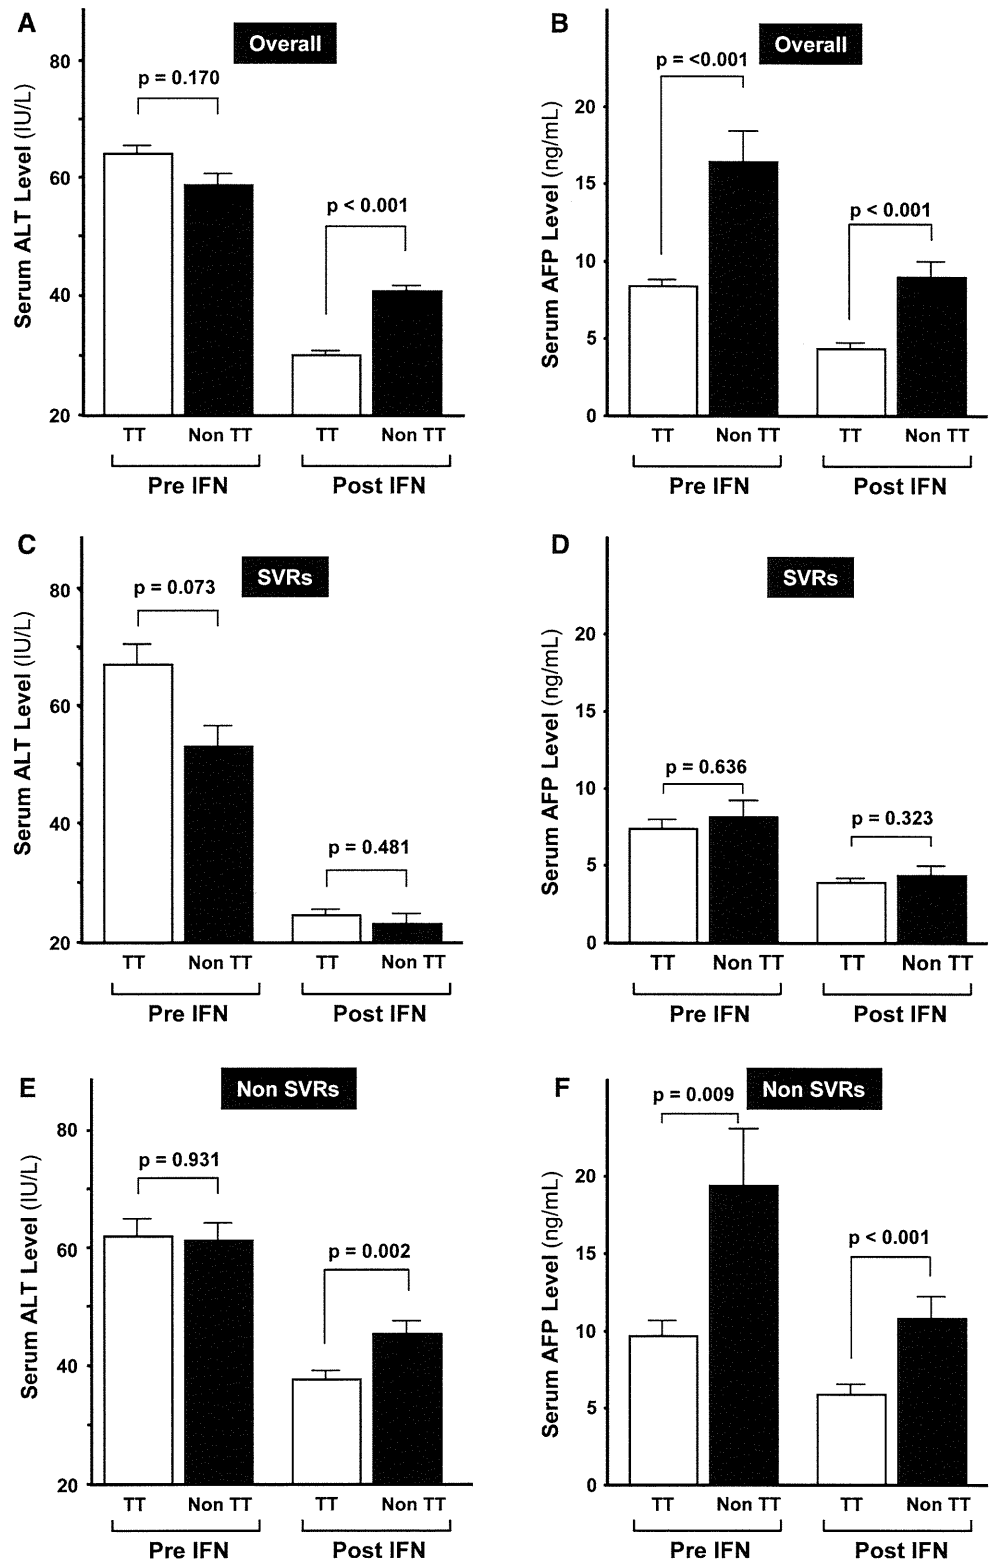 A
Overall
Serum ALT Level (IU/L)
80
60
40
20
p = 0.170
p < 0.001
TT Non TT TT Non TT
Pre IFN Post IFN
B
Overall
Serum AFP Level (ng/mL)
20
15
10
5
0
p = <0.001
p < 0.001
TT Non TT TT Non TT
Pre IFN Post IFN
C
SVRs
Serum ALT Level (IU/L)
80
60
40
20
p = 0.073
p = 0.481
TT Non TT TT Non TT
Pre IFN Post IFN
D
SVRs
Serum AFP Level (ng/mL)
20
15
10
5
0
p = 0.636
p = 0.323
TT Non TT TT Non TT
Pre IFN Post IFN
E
Non SVRs
Serum ALT Level (IU/L)
80
60
40
20
p = 0.931
p = 0.002
TT Non TT TT Non TT
Pre IFN Post IFN
F
Non SVRs
Serum AFP Level (ng/mL)
20
15
10
5
0
p = 0.009
p < 0.001
TT Non TT TT Non TT
Pre IFN Post IFN